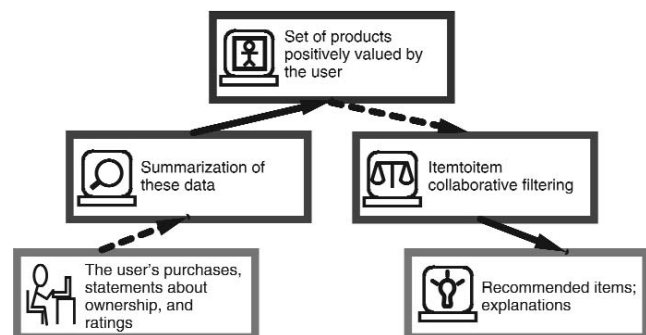 Set of products
positively valued by
the user
Summarization of
these data
Itemtoitem
collaborative filtering
The user's purchases,
statements about
ownership, and
ratings
Recommended items;
explanations